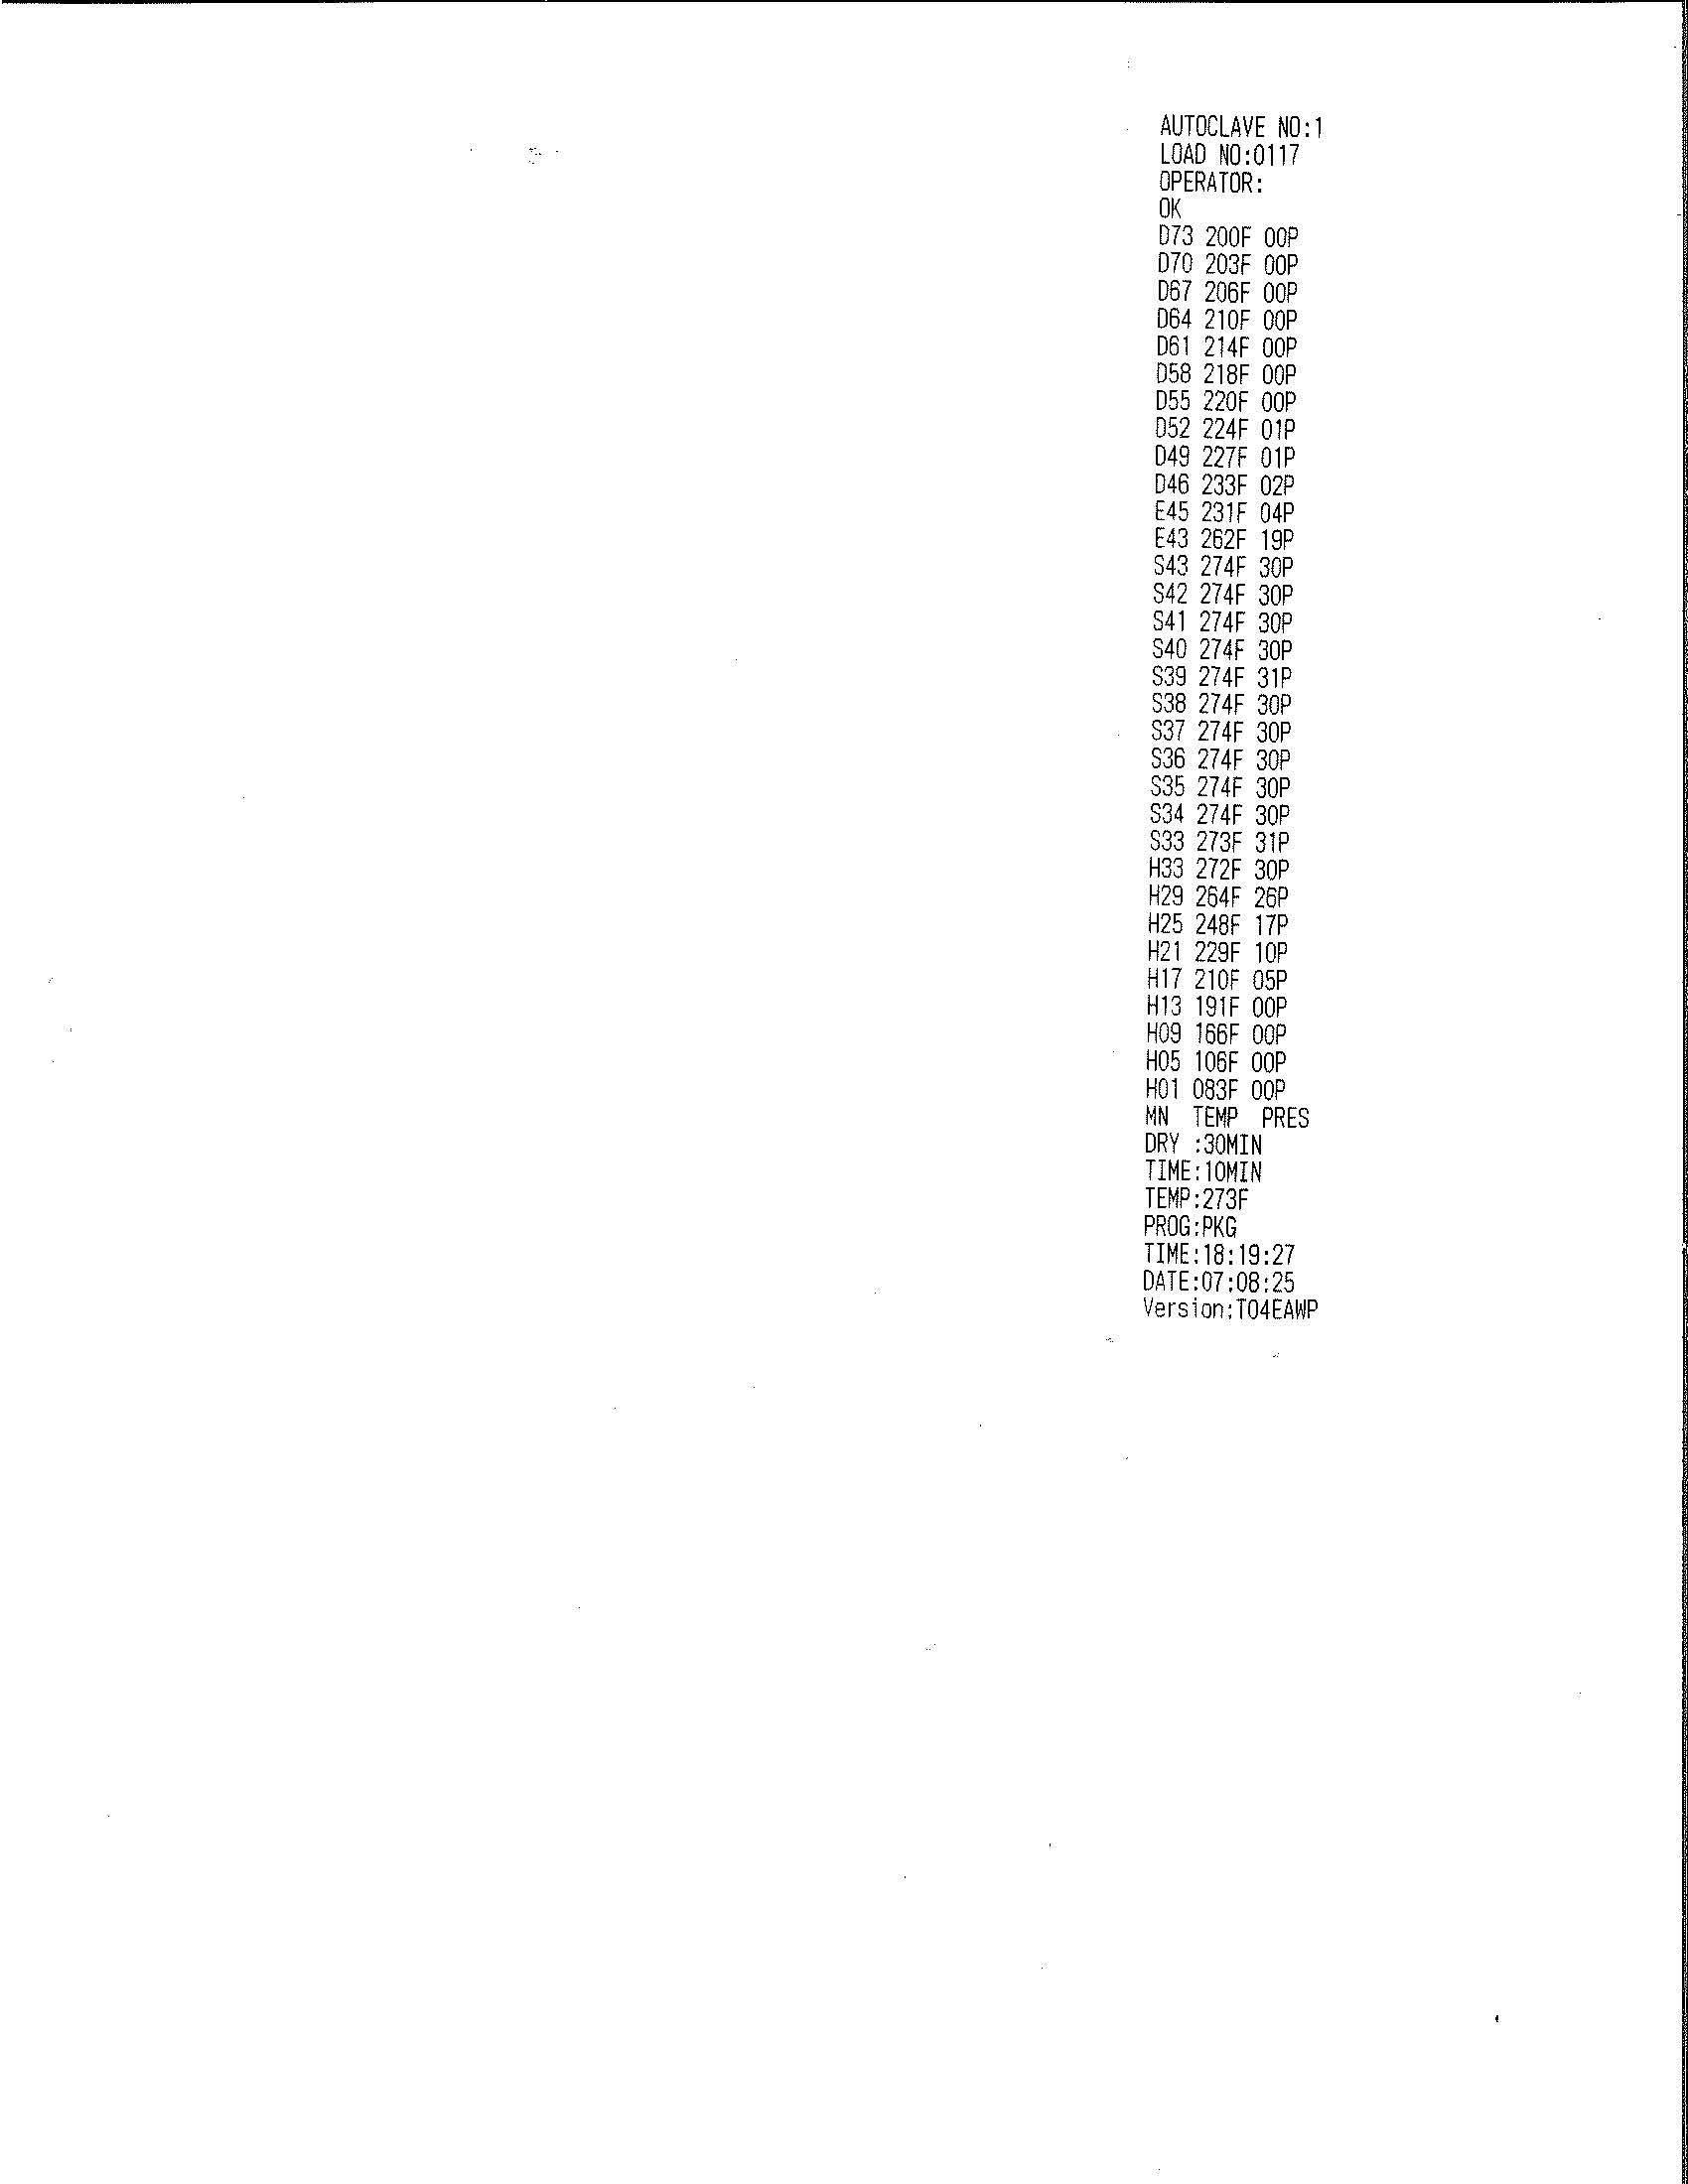 AUTOCLAVE NO:1
LOAD NO:0117
OPERATOR:
OK
D73 200F 00P
D70 203F 00P
D67 206F 00P
D64 210F 00P
D61 214F 00P
D58 218F 00P
D55 220F 00P
D52 224F 01P
D49 227F 01P
D46 233F 02P
E45 231F 04P
E43 262F 19P
S43 274F 30P
S42 274F 30P
S41 274F 30P
S40 274F 30P
S39 274F 31P
S38 274F 30P
S37 274F 30P
S36 274F 30P
S35 274F 30P
S34 274F 30P
S33 273F 31P
H33 272F 30P
H29 264F 26P
H25 248F 17P
H21 229F 10P
H17 210F 05P
H13 191F 00P
H09 166F 00P
H05 106F 00P
H01 083F 00P
MN TEMP PRES
DRY :30MIN
TIME:10MIN
TEMP:273F
PROG:PKG
TIME:18:19:27
DATE:07:08:25
Version:T04EAWP